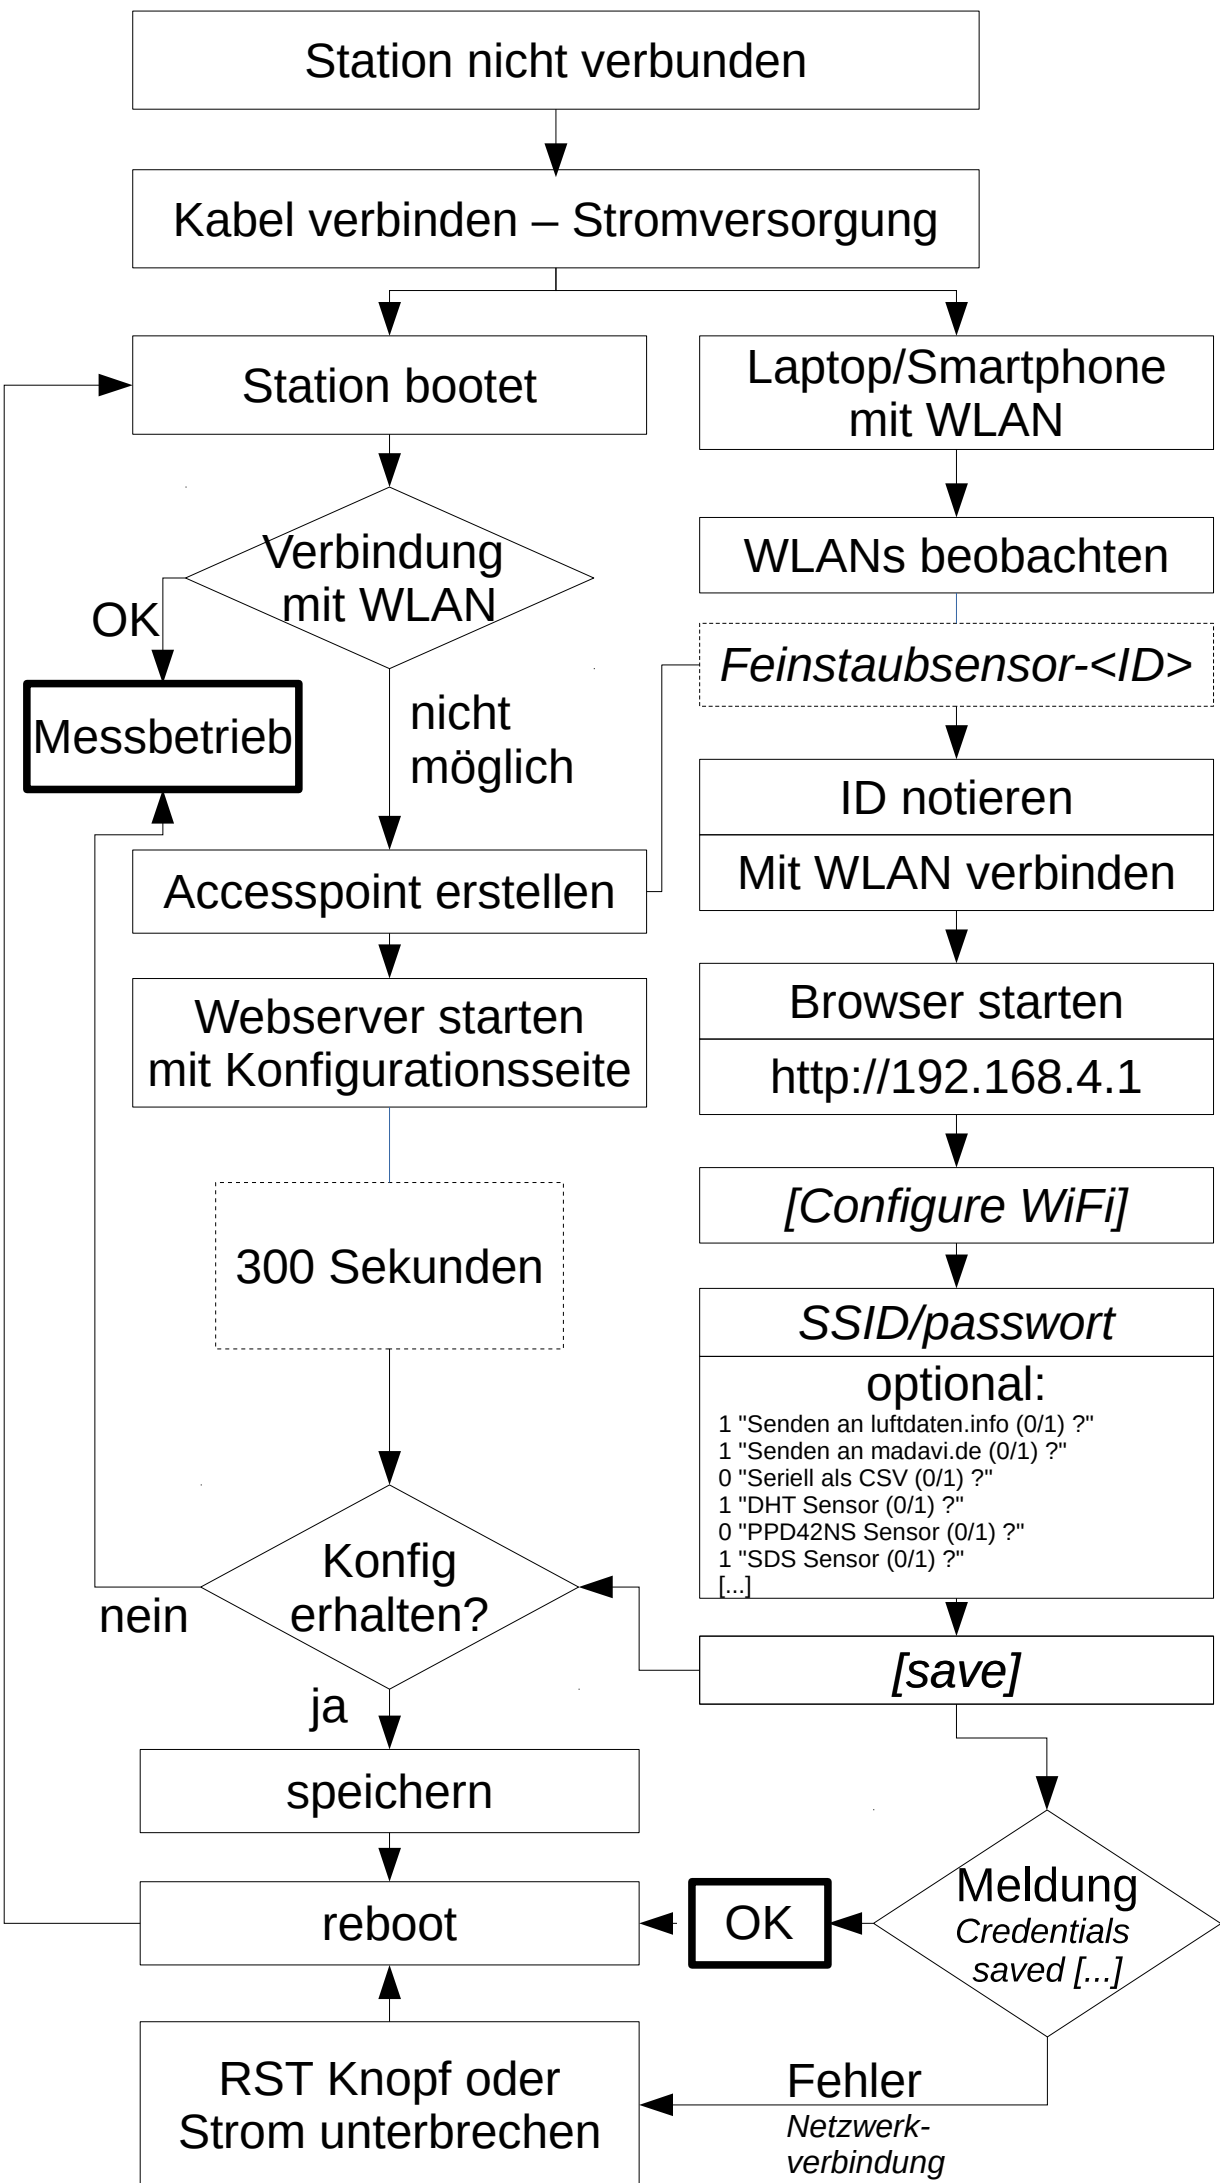 Station nicht verbunden
Kabel verbinden – Stromversorgung
Station bootet
Laptop/Smartphone
mit WLAN
Verbindung
mit WLAN
WLANs beobachten
OK
Feinstaubsensor-<ID>
Messbetrieb
nicht
möglich
ID notieren
Mit WLAN verbinden
Accesspoint erstellen
Webserver starten
mit Konfigurationsseite
Browser starten
http://192.168.4.1
[Configure WiFi]
300 Sekunden
SSID/passwort
optional:
1 "Senden an luftdaten.info (0/1) ?"
1 "Senden an madavi.de (0/1) ?"
0 "Seriell als CSV (0/1) ?"
1 "DHT Sensor (0/1) ?"
0 "PPD42NS Sensor (0/1) ?"
1 "SDS Sensor (0/1) ?"
[...]
Konfig
erhalten?
nein
[save]
ja
speichern
Meldung
Credentials
saved [...]
OK
reboot
RST Knopf oder
Strom unterbrechen
Fehler
Netzwerk-
verbindung